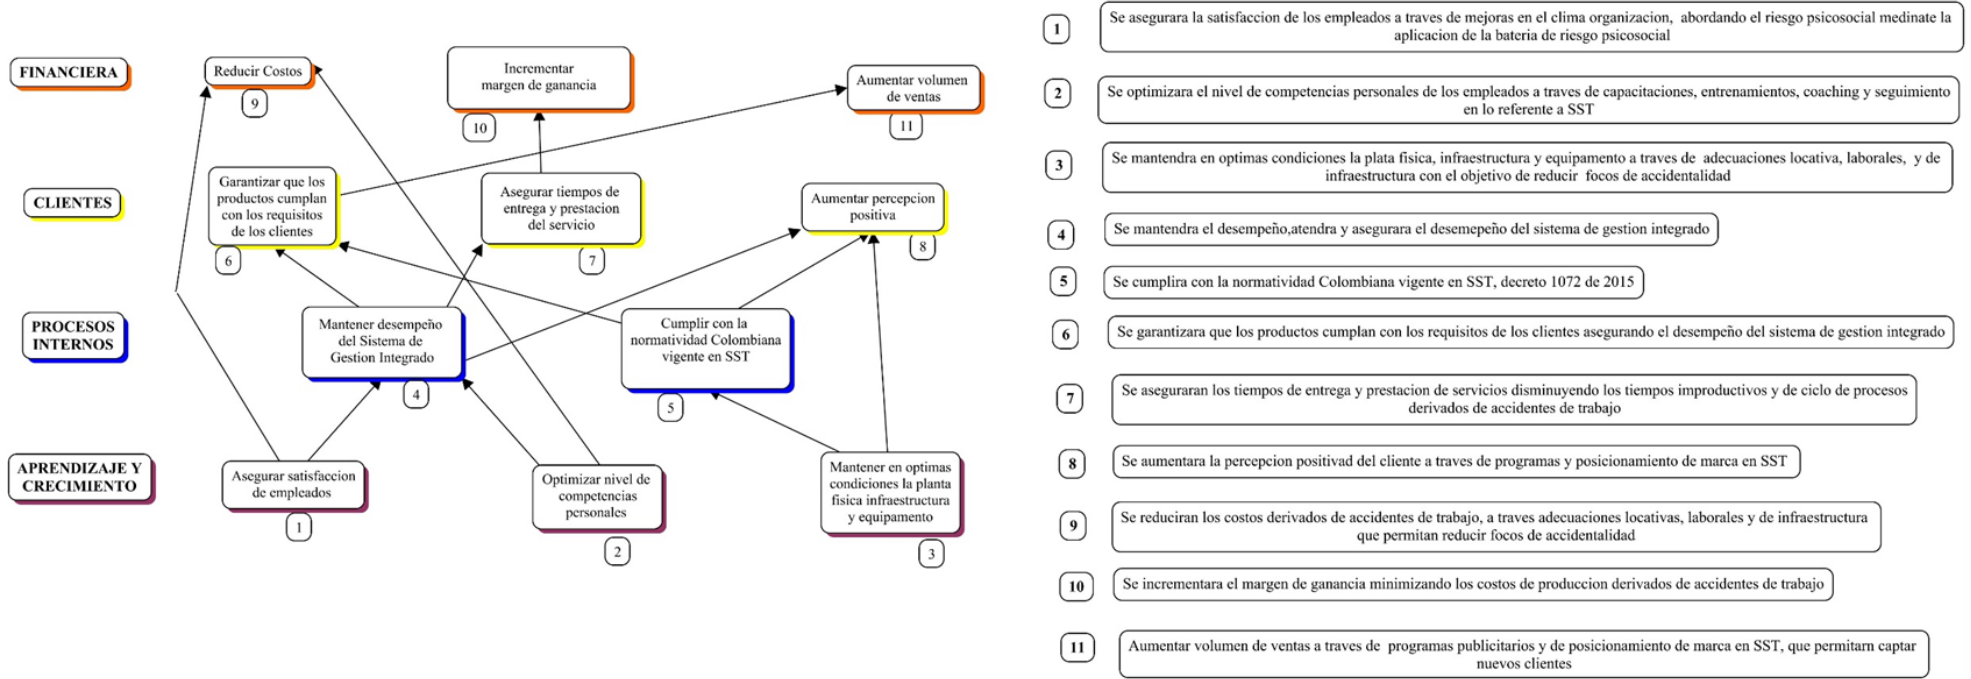 FINANCIERA
Reducir Costos
9
Incrementar
margen de ganancia
10
Aumentar volumen
de ventas
11
CLIENTES
Garantizar que los
productos cumplan
con los requisitos
de los clientes
6
Asegurar tiempos de
entrega y prestacion
del servicio
7
Aumentar percepcion
positiva
8
PROCESOS
INTERNOS
Mantener desempeño
del Sistema de
Gestion Integrado
4
Cumplir con la
normatividad Colombiana
vigente en SST
5
APRENDIZAJE Y
CRECIMIENTO
Asegurar satisfaccion
de empleados
1
Optimizar nivel de
competencias
personales
2
Mantener en optimas
condiciones la planta
fisica infraestructura
y equipamento
3
1
Se asegurara la satisfaccion de los empleados a traves de mejoras en el clima organizacion, abordando el riesgo psicosocial medinate la
aplicacion de la bateria de riesgo psicosocial
2
Se optimizara el nivel de competencias personales de los empleados a traves de capacitaciones, entrenamientos, coaching y seguimiento
en lo referente a SST
3
Se mantendra en optimas condiciones la plata fisica, infraestructura y equipamento a traves de adecuaciones locativa, laborales, y de
infraestructura con el objetivo de reducir focos de accidentalidad
4
Se mantendra el desempeño,atendra y asegurara el desemepeño del sistema de gestion integrado
5
Se cumplira con la normatividad Colombiana vigente en SST, decreto 1072 de 2015
6
Se garantizara que los productos cumplan con los requisitos de los clientes asegurando el desempeño del sistema de gestion integrado
7
Se aseguraran los tiempos de entrega y prestacion de servicios disminuyendo los tiempos improductivos y de ciclo de procesos
derivados de accidentes de trabajo
8
Se aumentara la percepcion positivad del cliente a traves de programas y posicionamiento de marca en SST
9
Se reduciran los costos derivados de accidentes de trabajo, a traves adecuaciones locativas, laborales y de infraestructura
que permitan reducir focos de accidentalidad
10
Se incrementara el margen de ganancia minimizando los costos de produccion derivados de accidentes de trabajo
11
Aumentar volumen de ventas a traves de programas publicitarios y de posicionamiento de marca en SST, que permitarn captar
nuevos clientes